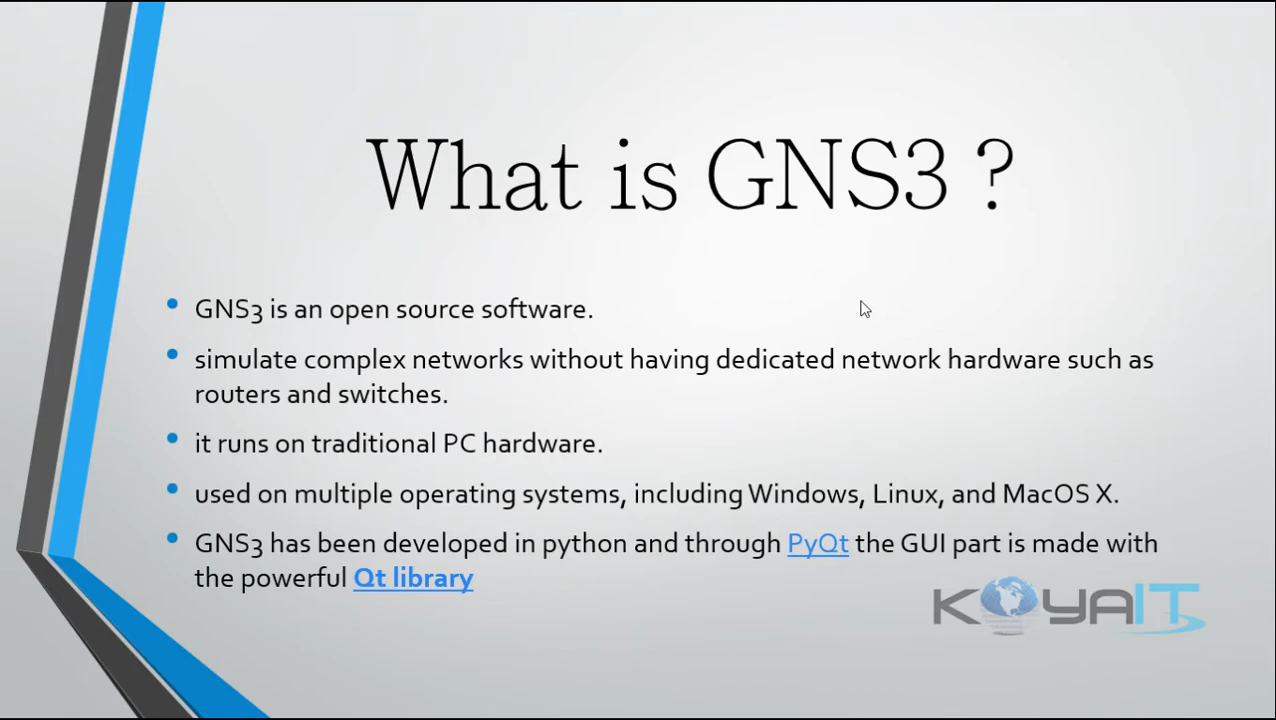 What is GNS3 ?
• GNS3 is an open source software.
• simulate complex networks without having dedicated network hardware such as
routers and switches.
• it runs on traditional PC hardware.
• used on multiple operating systems, including Windows, Linux, and MacOS X.
• GNS3 has been developed in python and through PyQt the GUI part is made with
the powerful Qt library
KOYAIT